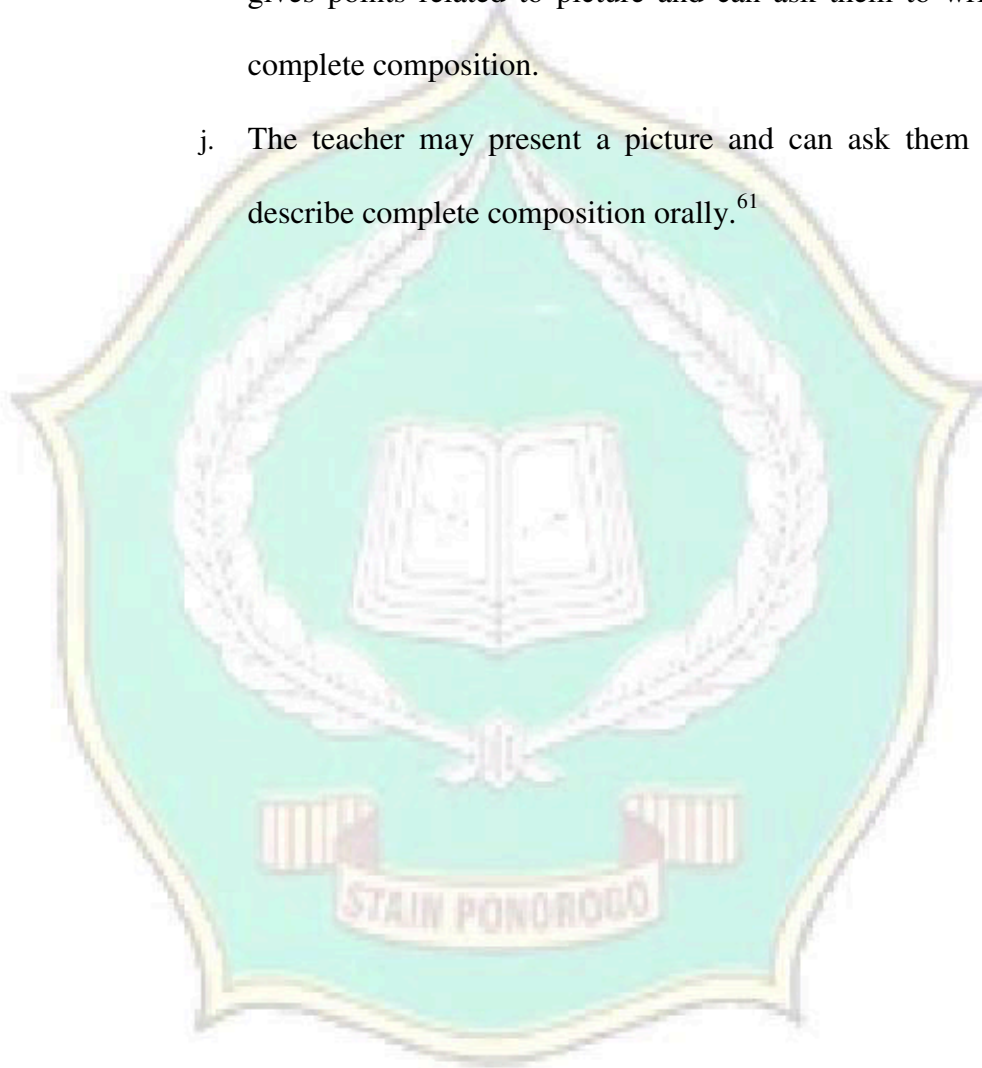 gives points related to picture and can ask them to
complete composition.
j. The teacher may present a picture and can ask them
describe complete composition orally.61
STAIN PONOROGO